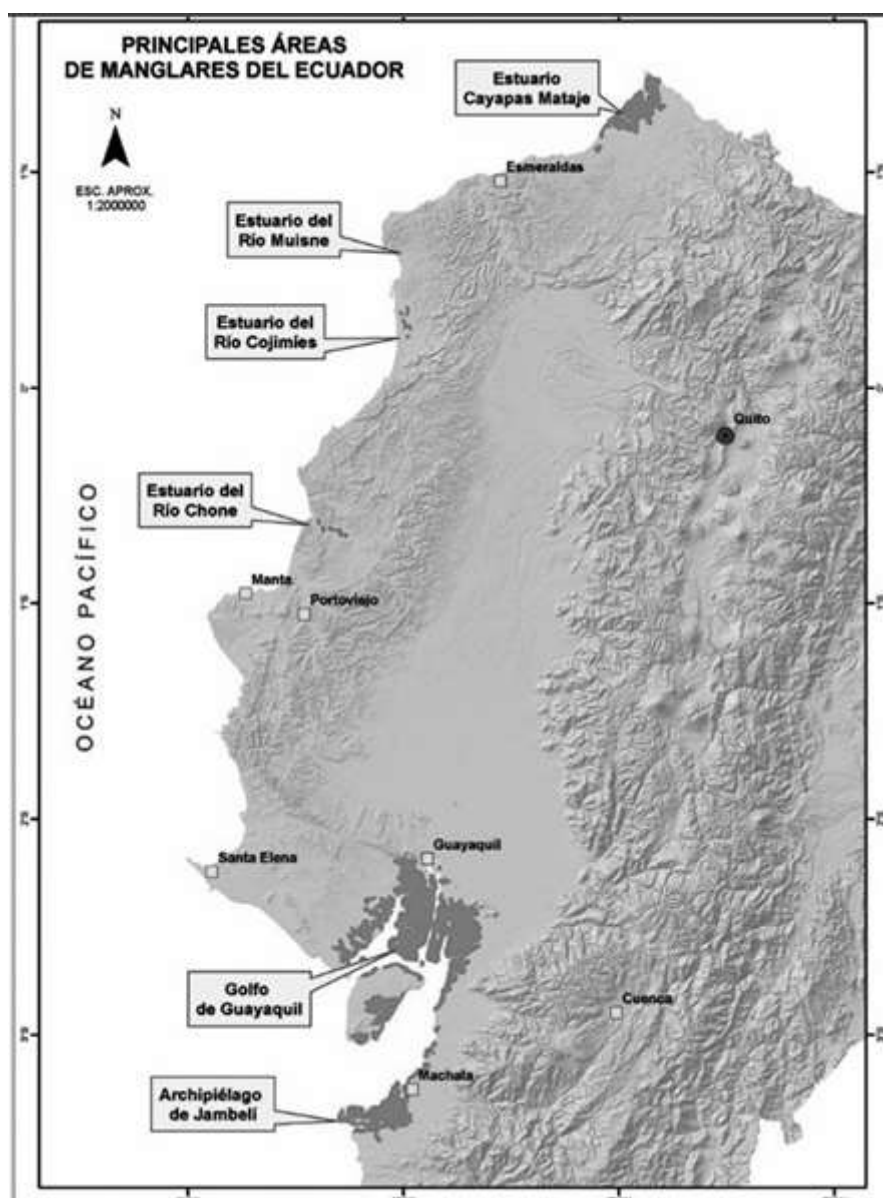 PRINCIPALES ÁREAS
DE MANGLARES DEL ECUADOR
N
ESC. APROX.
1:2000000
Estuario
Cayapas Mataje
Esmeraldas
Estuario del
Río Muisne
Estuario del
Río Cojimíes
Quito
Estuario del
Río Chone
OCÉANO PACÍFICO
Manta
Portoviejo
Guayaquil
Santa Elena
Golfo
de Guayaquil
Cuenca
Machala
Archipiélago
de Jambelí